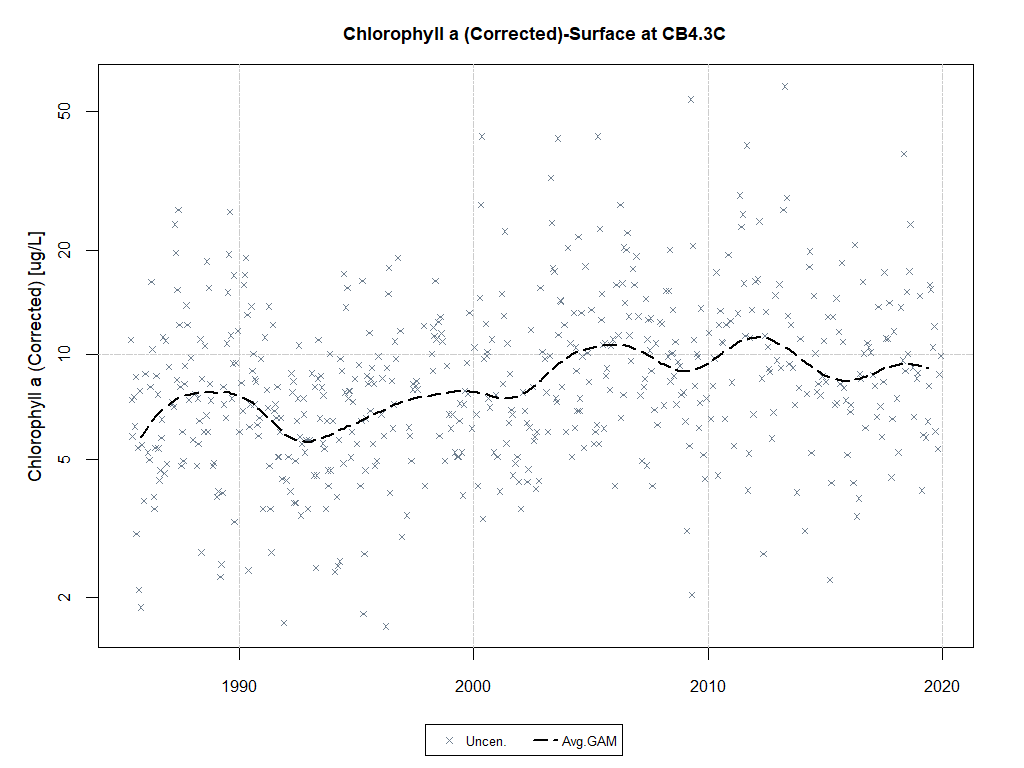 Chlorophyll a (Corrected)-Surface at CB4.3C
Chlorophyll a (Corrected) [ug/L]
50
20
10
5
2
1990 2000 2010 2020
Uncen. Avg.GAM